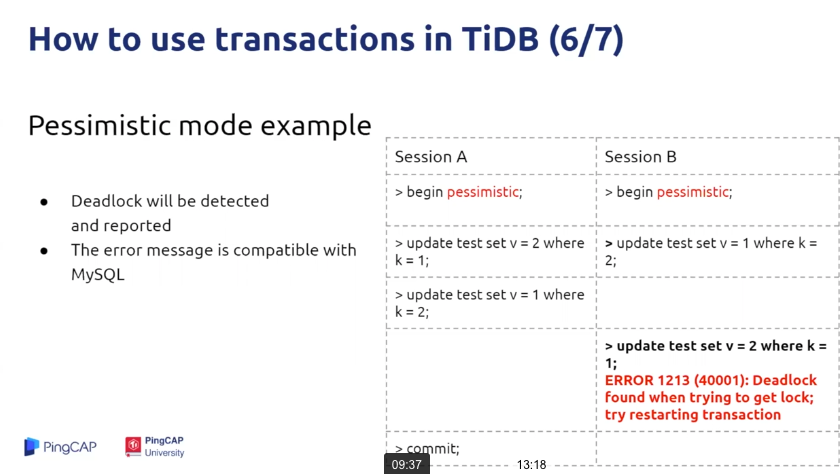 How to use transactions in TiDB (6/7)
Pessimistic mode example
● Deadlock will be detected
and reported
● The error message is compatible with
MySQL
Session A
Session B
> begin pessimistic;
> begin pessimistic;
> update test set v = 2 where
k = 1;
> update test set v = 1 where k =
2;
> update test set v = 1 where
k = 2;
> update test set v = 2 where k =
1;
ERROR 1213 (40001): Deadlock
found when trying to get lock;
try restarting transaction
> commit;
PingCAP
PingCAP
University
09:37
13:18